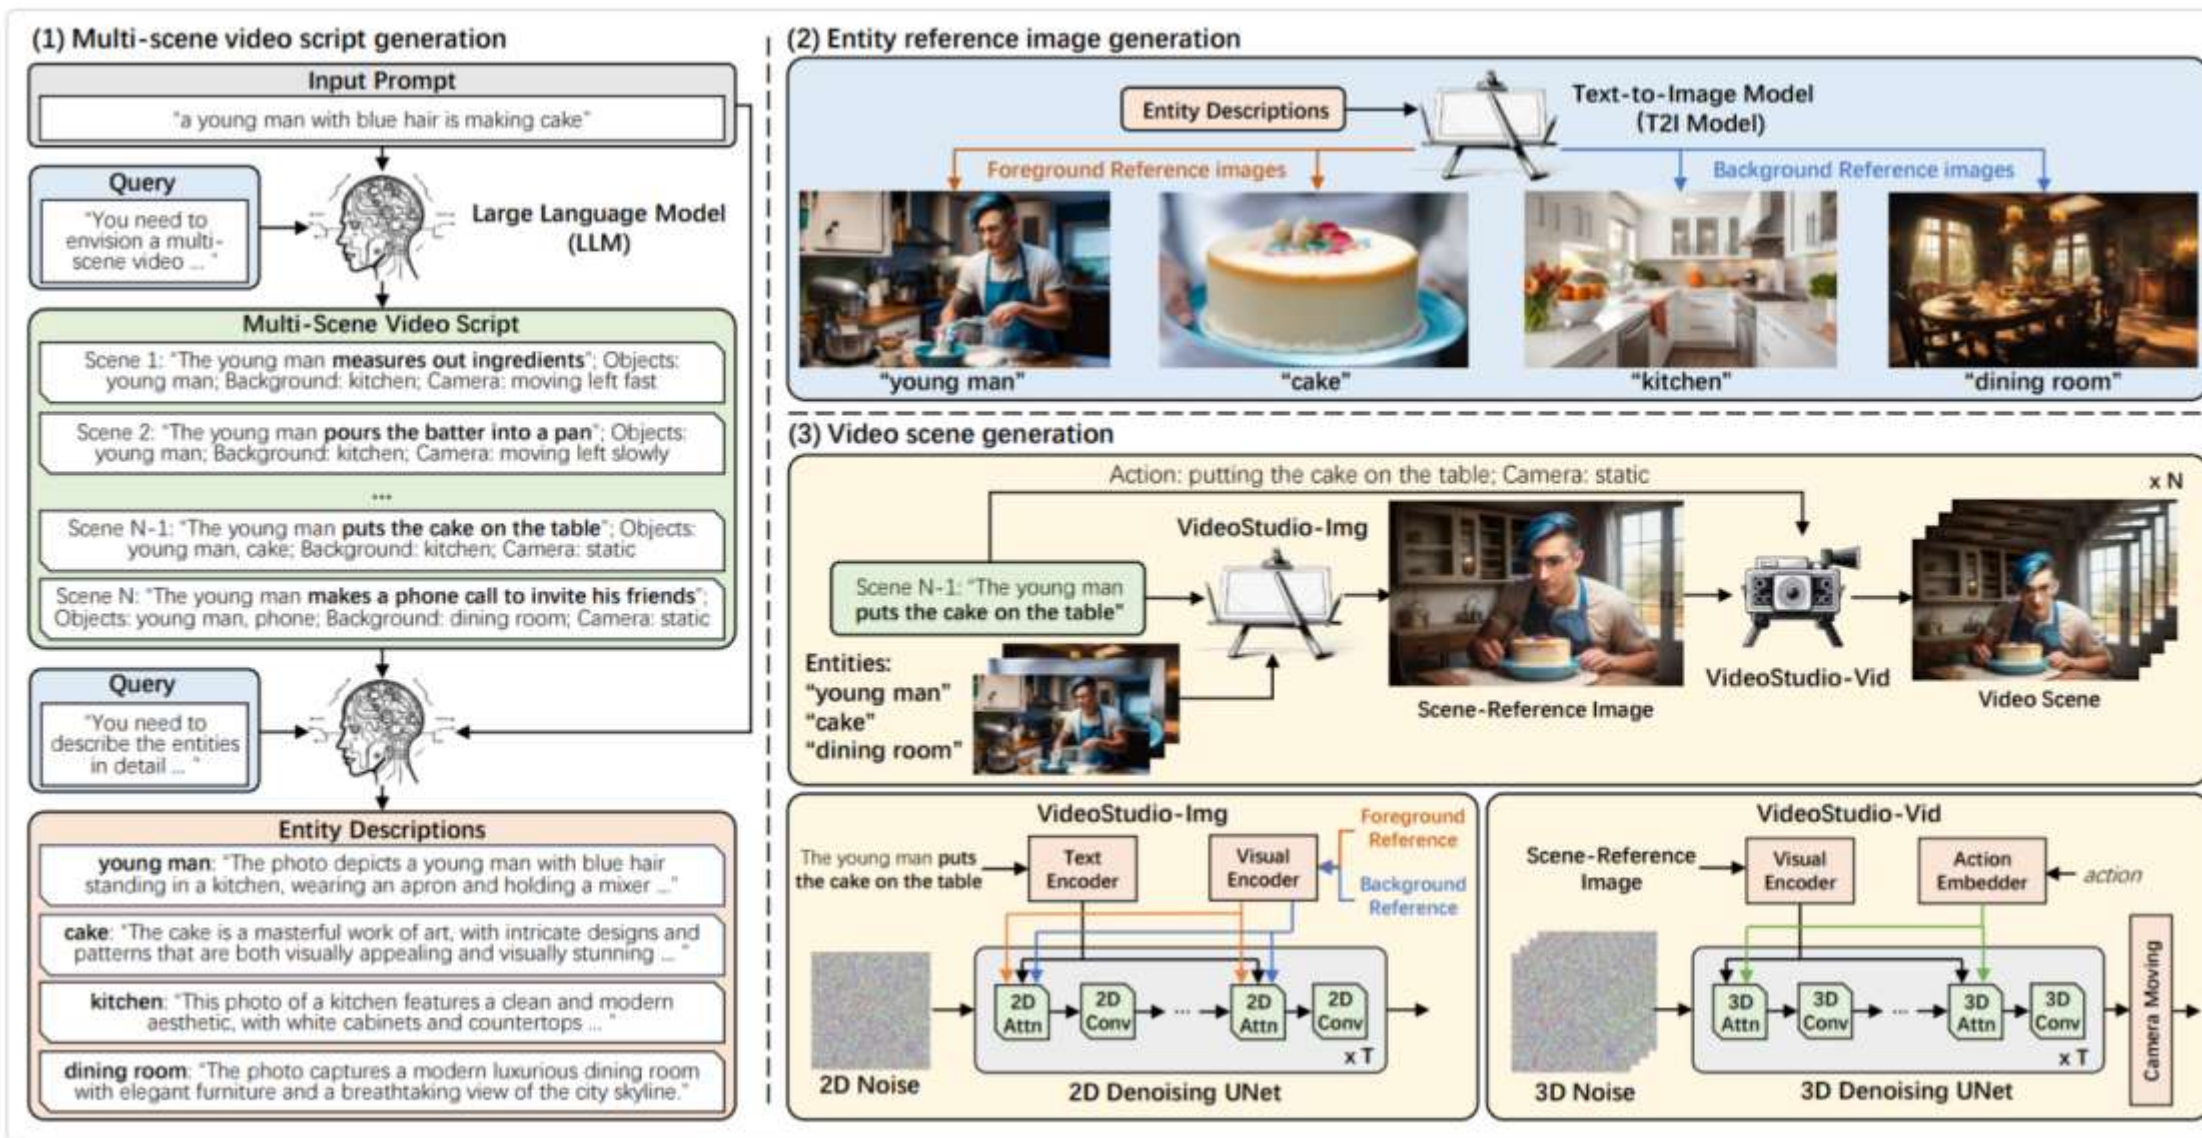 (1) Multi-scene video script generation
Input Prompt
"a young man with blue hair is making cake"
Query
"You need to
envision a multi-
scene video ... "
Large Language Model
(LLM)
Multi-Scene Video Script
Scene 1: "The young man measures out ingredients"; Objects:
young man; Background: kitchen; Camera: moving left fast
Scene 2: "The young man pours the batter into a pan"; Objects:
young man; Background: kitchen; Camera: moving left slowly
...
Scene N-1: "The young man puts the cake on the table"; Objects:
young man, cake; Background: kitchen; Camera: static
Scene N: "The young man makes a phone call to invite his friends";
Objects: young man, phone; Background: dining room; Camera: static
Query
"You need to
describe the entities
in detail ... "
Entity Descriptions
young man: "The photo depicts a young man with blue hair
standing in a kitchen, wearing an apron and holding a mixer ..."
cake: "The cake is a masterful work of art, with intricate designs and
patterns that are both visually appealing and visually stunning ... "
kitchen: "This photo of a kitchen features a clean and modern
aesthetic, with white cabinets and countertops ... "
dining room: "The photo captures a modern luxurious dining room
with elegant furniture and a breathtaking view of the city skyline."
(2) Entity reference image generation
Entity Descriptions
Text-to-Image Model
(T2I Model)
Foreground Reference images
Background Reference images
"young man"
"cake"
"kitchen"
"dining room"
(3) Video scene generation
Action: putting the cake on the table; Camera: static
x N
VideoStudio-Img
Scene N-1: "The young man
puts the cake on the table"
Entities:
"young man"
"cake"
"dining room"
Scene-Reference Image
VideoStudio-Vid
Video Scene
VideoStudio-Img
The young man puts
the cake on the table
Text
Encoder
Visual
Encoder
Foreground
Reference
Background
Reference
2D
Attn
2D
Conv
...
2D
Attn
2D
Conv
x T
2D Noise
2D Denoising UNet
VideoStudio-Vid
Scene-Reference
Image
Visual
Encoder
Action
Embedder
action
3D
Attn
3D
Conv
...
3D
Attn
3D
Conv
x T
3D Noise
3D Denoising UNet
Camera Moving